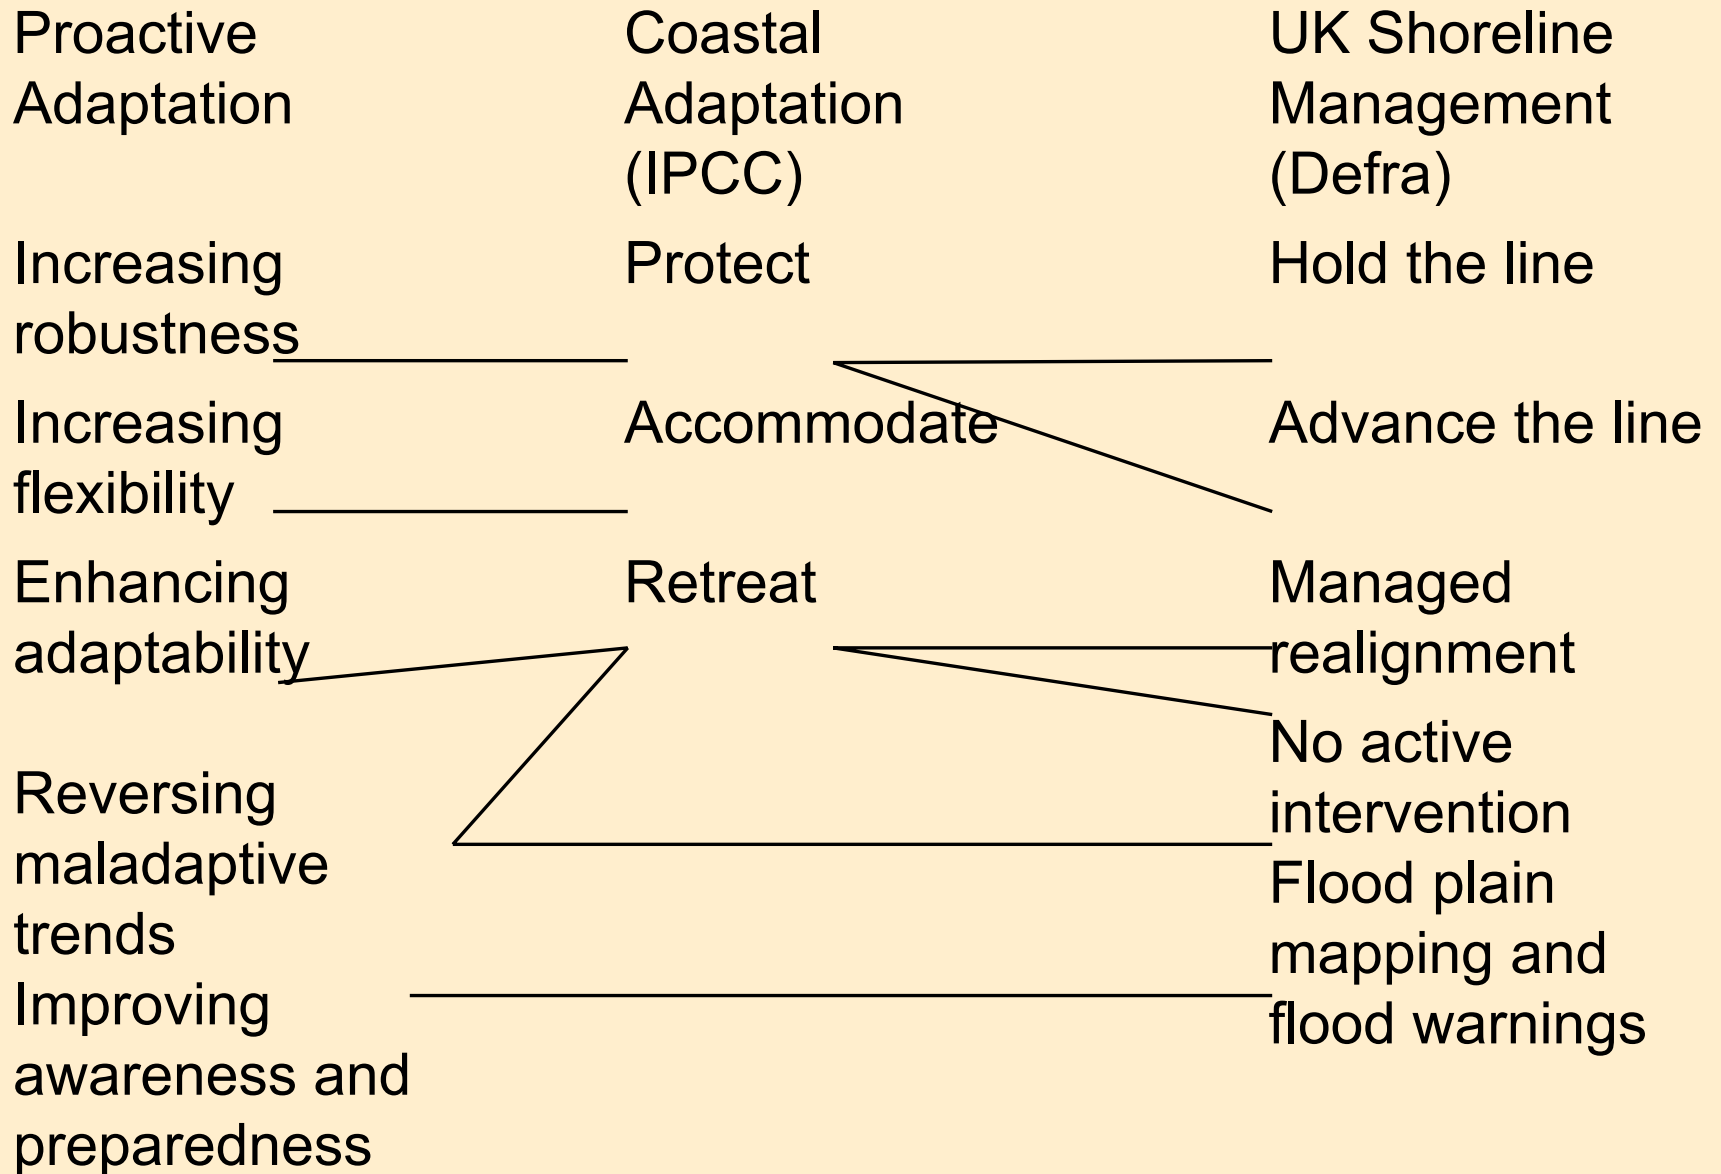 Proactive
Adaptation
Coastal
Adaptation
(IPCC)
UK Shoreline
Management
(Defra)
Increasing
robustness
Protect
Hold the line
Increasing
flexibility
Accommodate
Advance the line
Enhancing
adaptability
Retreat
Managed
realignment
Reversing
maladaptive
trends
No active
intervention
Improving
awareness and
preparedness
Flood plain
mapping and
flood warnings